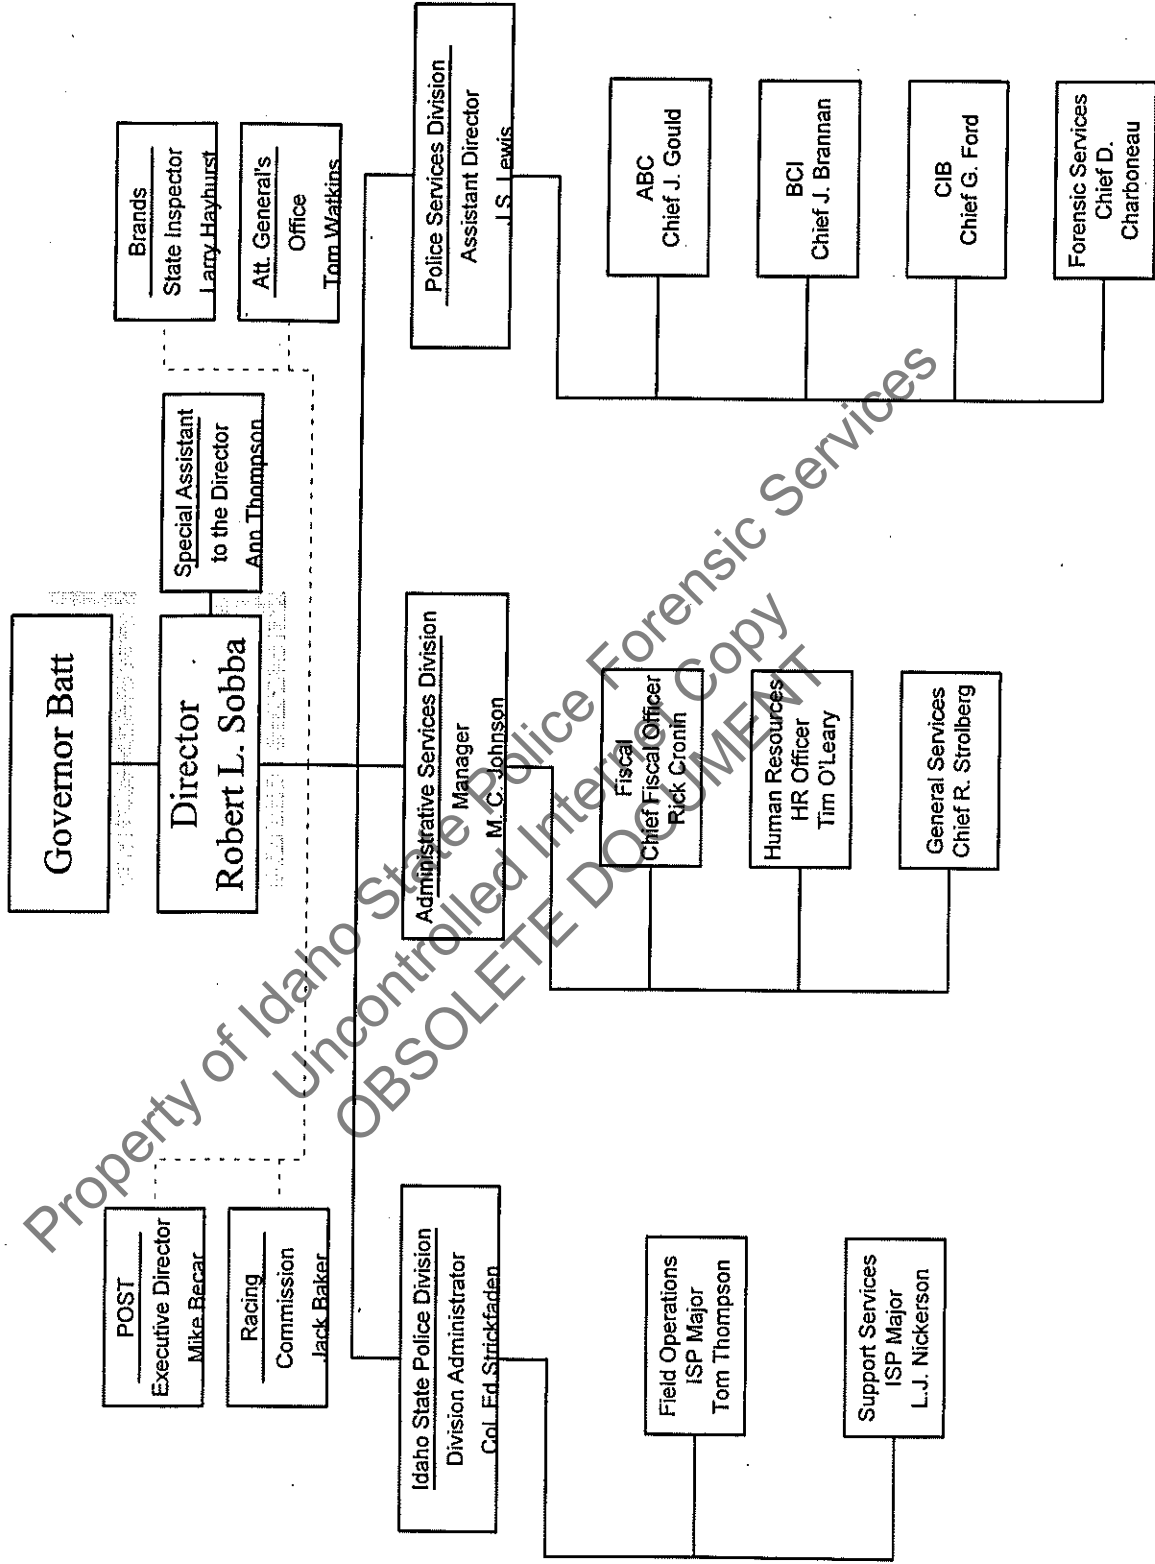 Governor Batt
Director
Robert L. Sobba
Special Assistant
to the Director
Ann Thompson
POST
Executive Director
Mike Becar
Racing
Commission
Jack Baker
Brands
State Inspector
Larry Hayhurst
Att. General's
Office
Tom Watkins
Idaho State Police Division
Division Administrator
Col. Ed Strickfaden
Field Operations
ISP Major
Tom Thompson
Support Services
ISP Major
L.J. Nickerson
Administrative Services Division
Manager
M. C. Johnson
Fiscal
Chief Fiscal Officer
Rick Cronin
Human Resources
HR Officer
Tim O'Leary
General Services
Chief R. Strolberg
Police Services Division
Assistant Director
J.S. Lewis
ABC
Chief J. Gould
BCI
Chief J. Brannan
CIB
Chief G. Ford
Forensic Services
Chief D.
Charboneau
Property of Idaho State Police Forensic Services
Uncontrolled Internet Copy
OBSOLETE DOCUMENT